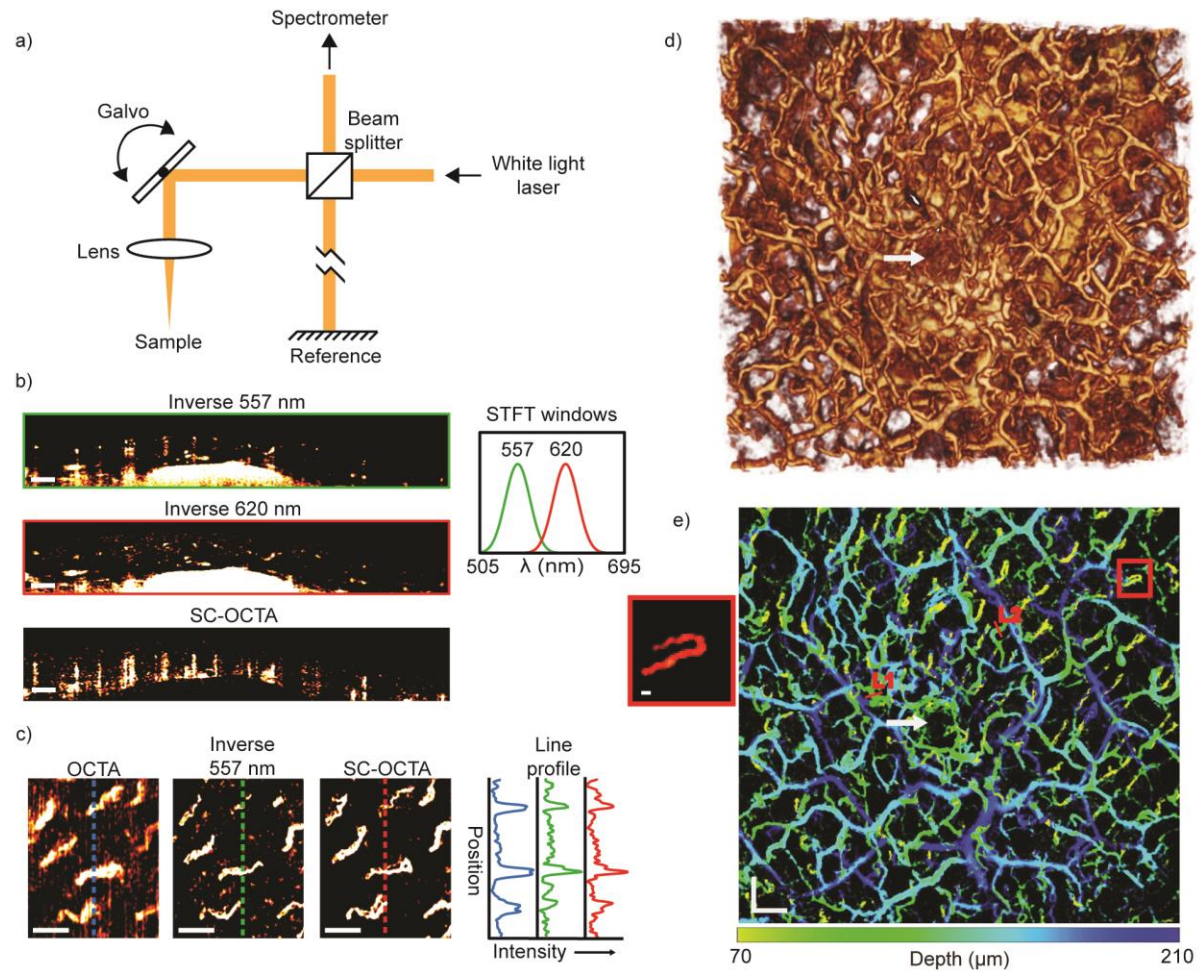 a)
Spectrometer
Galvo
Beam
splitter
White light
laser
Lens
Sample
Reference
b)
Inverse 557 nm
Inverse 620 nm
SC-OCTA
STFT windows
557 620
505 λ (nm) 695
c)
OCTA
Inverse
557 nm
SC-OCTA
Line
profile
Position
Intensity
d)
e)
L2
L1
70 Depth (µm) 210